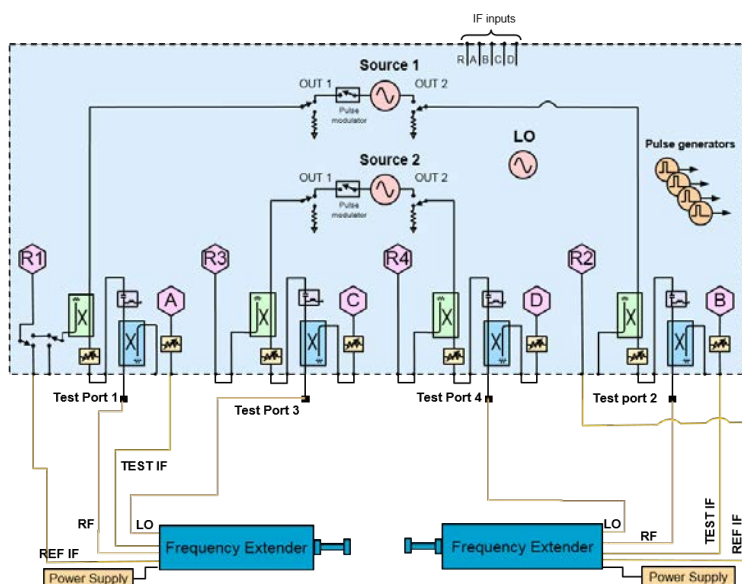 IF inputs
R A B C D
Source 1
OUT 1
OUT 2
Pulse
modulator
LO
Pulse generators
Source 2
OUT 1
OUT 2
Pulse
modulator
R1
R3
R4
R2
A
C
D
B
Test Port 1
Test Port 3
Test Port 4
Test port 2
TEST IF
RF
LO
REF IF
LO
RF
TEST IF
REF IF
Frequency Extender
Frequency Extender
Power Supply
Power Supply